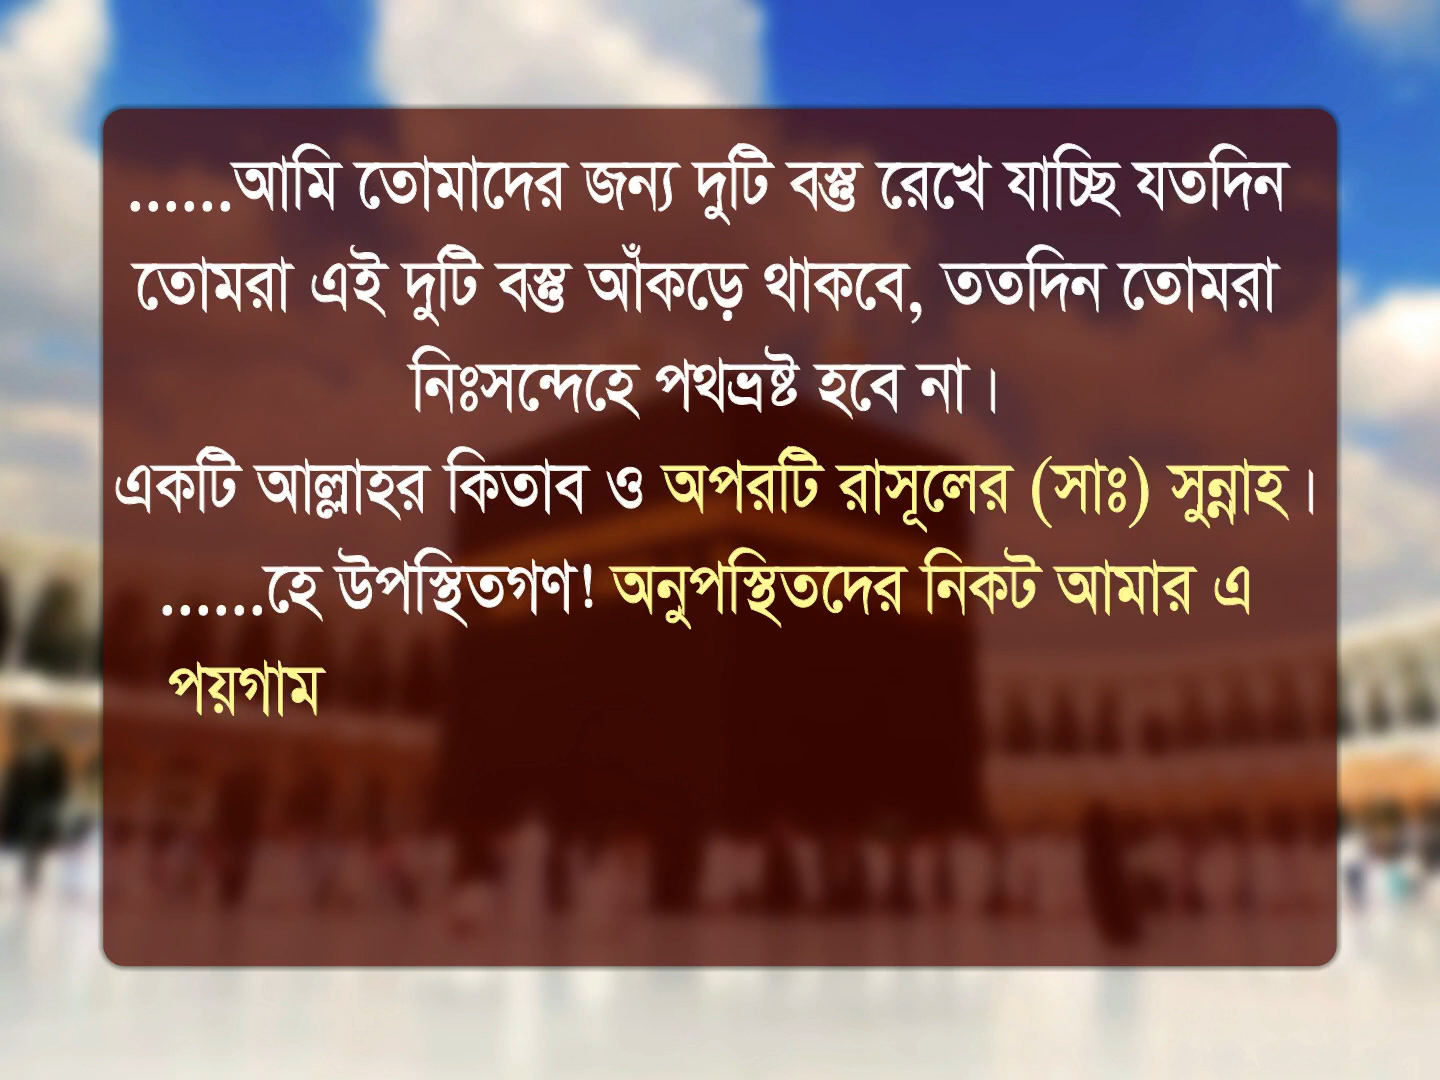 ......আমি তোমাদের জন্য দুটি বস্তু রেখে যাচ্ছি যতদিন
তোমরা এই দুটি বস্তু আঁকড়ে থাকবে, ততদিন তোমরা
নিঃসন্দেহে পথভ্রষ্ট হবে না।
একটি আল্লাহর কিতাব ও অপরটি রাসূলের (সাঃ) সুন্নাহ।
......হে উপস্থিতগণ! অনুপস্থিতদের নিকট আমার এ
পয়গাম